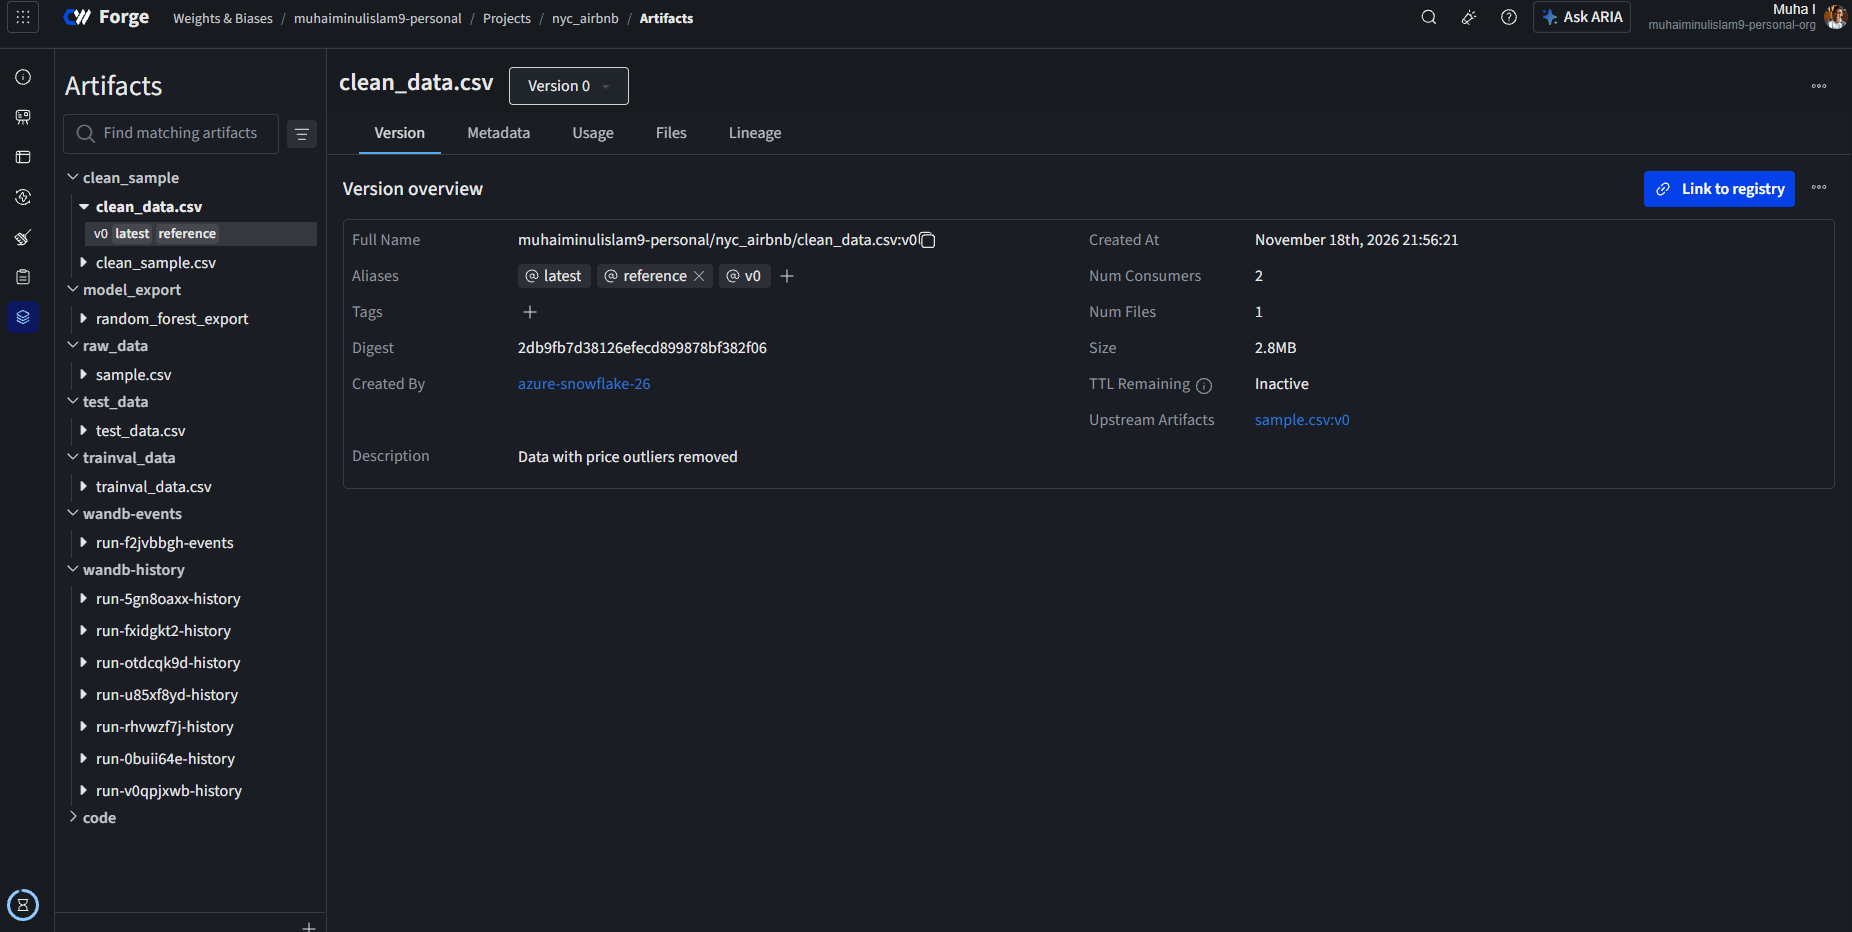 Forge
Weights & Biases / muhaiminulislam9-personal / Projects / nyc_airbnb / Artifacts
Ask ARIA
Muha I
muhaiminulislam9-personal-org
Artifacts
Find matching artifacts
clean_sample
clean_data.csv
v0 latest reference
clean_sample.csv
model_export
random_forest_export
raw_data
sample.csv
test_data
test_data.csv
trainval_data
trainval_data.csv
wandb-events
run-f2jvbbgh-events
wandb-history
run-5gn8oaxx-history
run-fxidgkt2-history
run-otdcqk9d-history
run-u85xf8yd-history
run-rhvwzf7j-history
run-0buii64e-history
run-v0qpjxwb-history
code
clean_data.csv
Version 0
Version Metadata Usage Files Lineage
Version overview
Link to registry
Full Name muhaiminulislam9-personal/nyc_airbnb/clean_data.csv:v0
Aliases @ latest @ reference @ v0
Tags
Digest 2db9fb7d38126efecd899878bf382f06
Created By azure-snowflake-26
Description Data with price outliers removed
Created At November 18th, 2026 21:56:21
Num Consumers 2
Num Files 1
Size 2.8MB
TTL Remaining Inactive
Upstream Artifacts sample.csv:v0